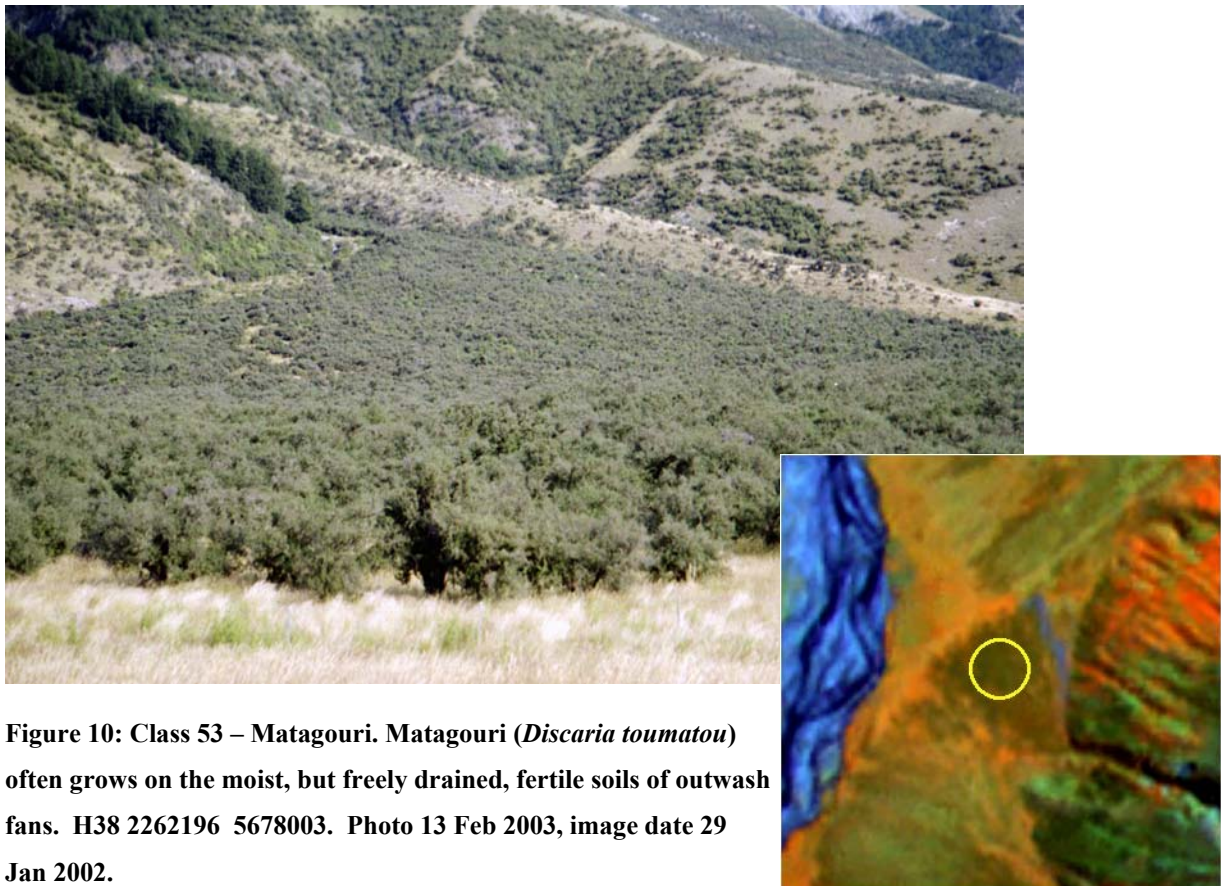 Figure 10: Class 53 – Matagouri. Matagouri (Discaria toumatou)
often grows on the moist, but freely drained, fertile soils of outwash
fans.  H38 2262196  5678003.  Photo 13 Feb 2003, image date 29
Jan 2002.